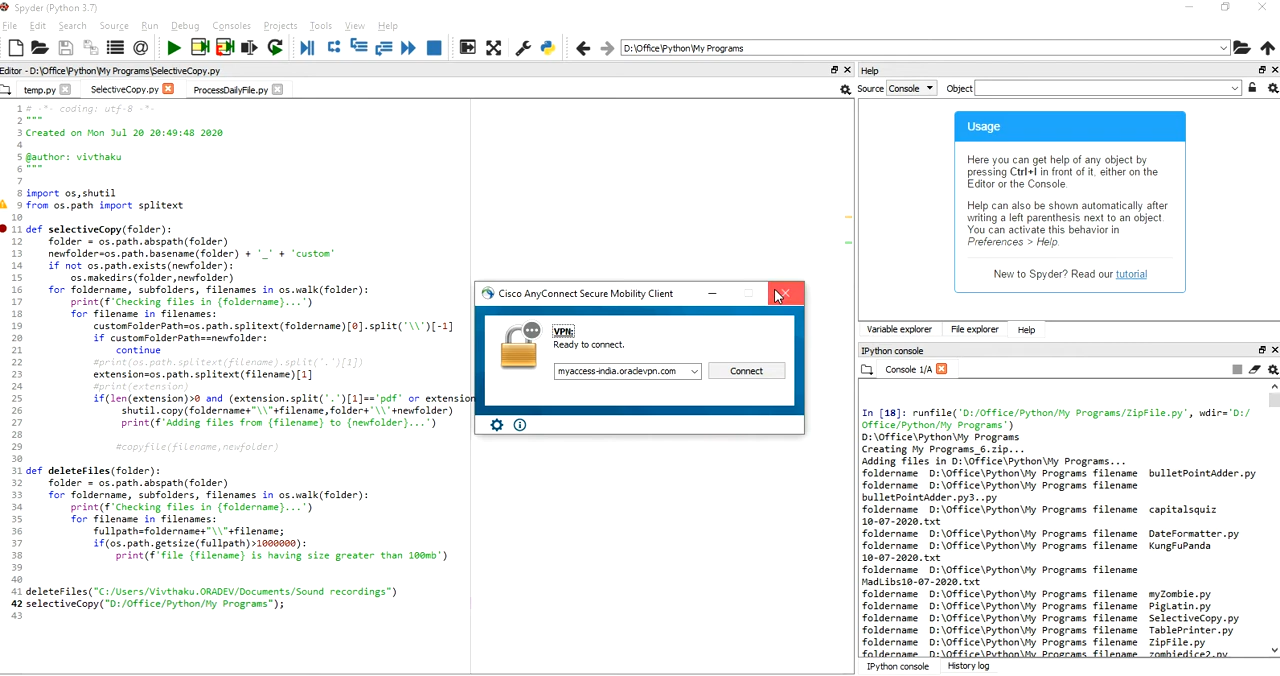 Spyder (Python 3.7)
File Edit Search Source Run Debug Consoles Projects Tools View Help
D:\Office\Python\My Programs
Editor - D:\Office\Python\My Programs\SelectiveCopy.py
temp.py SelectiveCopy.py ProcessDailyFile.py
1 # -*- coding: utf-8 -*-
2 """
3 Created on Mon Jul 20 20:49:48 2020
4
5 @author: vivthaku
6 """
7
8 import os,shutil
9 from os.path import splitext
10
11 def selectiveCopy(folder):
12 folder = os.path.abspath(folder)
13 newfolder=os.path.basename(folder) + '_' + 'custom'
14 if not os.path.exists(newfolder):
15 os.makedirs(folder,newfolder)
16 for foldername, subfolders, filenames in os.walk(folder):
17 print(f'Checking files in {foldername}...')
18 for filename in filenames:
19 customFolderPath=os.path.splitext(foldername)[0].split('\\')[-1]
20 if customFolderPath==newfolder:
21 continue
22 #print(os.path.splitext(filename).split('.')[1])
23 extension=os.path.splitext(filename)[1]
24 #print(extension)
25 if(len(extension)>0 and (extension.split('.')[1]=='pdf' or extension
26 shutil.copy(foldername+"\\"+filename,folder+'\\'+newfolder)
27 print(f'Adding files from {filename} to {newfolder}...')
28
29 #copyfile(filename,newfolder)
30
31 def deleteFiles(folder):
32 folder = os.path.abspath(folder)
33 for foldername, subfolders, filenames in os.walk(folder):
34 print(f'Checking files in {foldername}...')
35 for filename in filenames:
36 fullpath=foldername+"\\"+filename;
37 if(os.path.getsize(fullpath)>1000000):
38 print(f'file {filename} is having size greater than 100mb')
39
40
41 deleteFiles("C:/Users/Vivthaku.ORADEV/Documents/Sound recordings")
42 selectiveCopy("D:/Office/Python/My Programs");
43
Cisco AnyConnect Secure Mobility Client
VPN:
Ready to connect.
myaccess-india.oraclevpn.com Connect
Help
Source Console Object
Usage
Here you can get help of any object by
pressing Ctrl+I in front of it, either on the
Editor or the Console.
Help can also be shown automatically after
writing a left parenthesis next to an object.
You can activate this behavior in
Preferences > Help.
New to Spyder? Read our tutorial
Variable explorer File explorer Help
IPython console
Console 1/A
In [18]: runfile('D:/Office/Python/My Programs/ZipFile.py', wdir='D:/
Office/Python/My Programs')
D:\Office\Python\My Programs
Creating My Programs_6.zip...
Adding files in D:\Office\Python\My Programs...
foldername D:\Office\Python\My Programs filename bulletPointAdder.py
foldername D:\Office\Python\My Programs filename
bulletPointAdder.py3..py
foldername D:\Office\Python\My Programs filename capitalsquiz
10-07-2020.txt
foldername D:\Office\Python\My Programs filename DateFormatter.py
foldername D:\Office\Python\My Programs filename KungFuPanda
10-07-2020.txt
foldername D:\Office\Python\My Programs filename
MadLibs10-07-2020.txt
foldername D:\Office\Python\My Programs filename myZombie.py
foldername D:\Office\Python\My Programs filename PigLatin.py
foldername D:\Office\Python\My Programs filename SelectiveCopy.py
foldername D:\Office\Python\My Programs filename TablePrinter.py
foldername D:\Office\Python\My Programs filename ZipFile.py
foldername D:\Office\Python\My Programs filename zombiedice2.py
IPython console History log